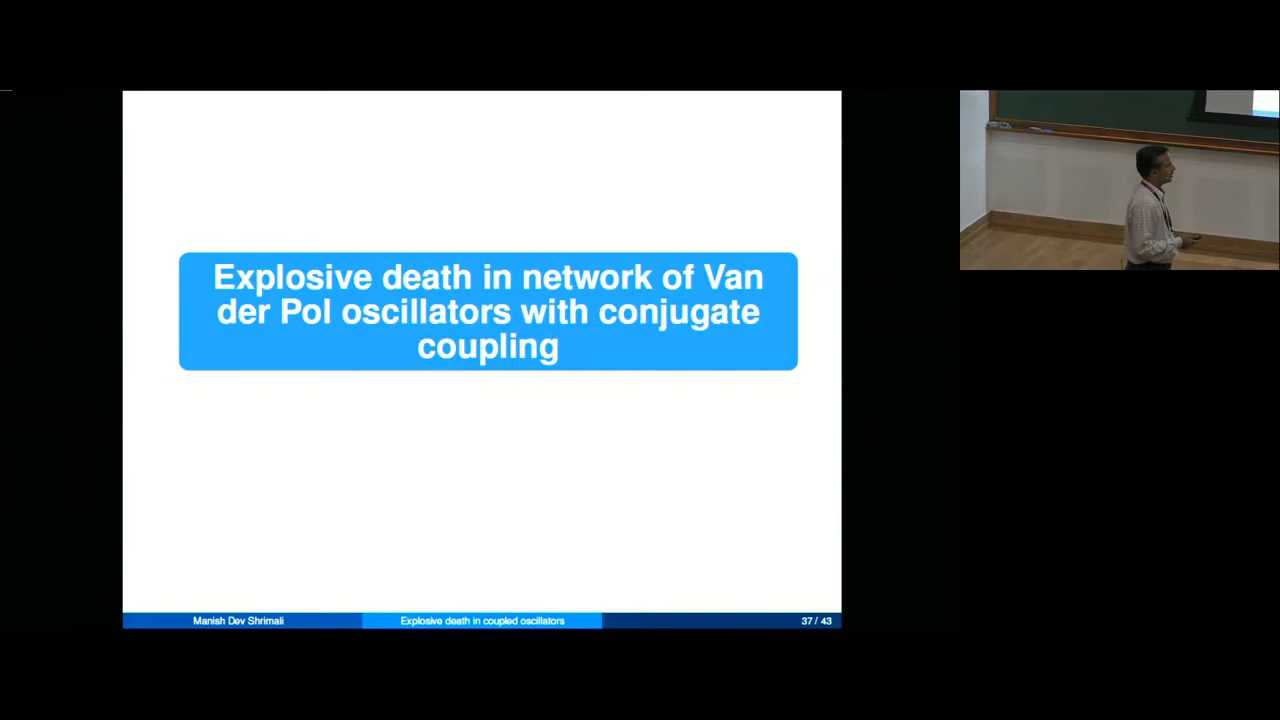 Explosive death in network of Van
der Pol oscillators with conjugate
coupling
Manish Dev Shrimali
Explosive death in coupled oscillators
37 / 43